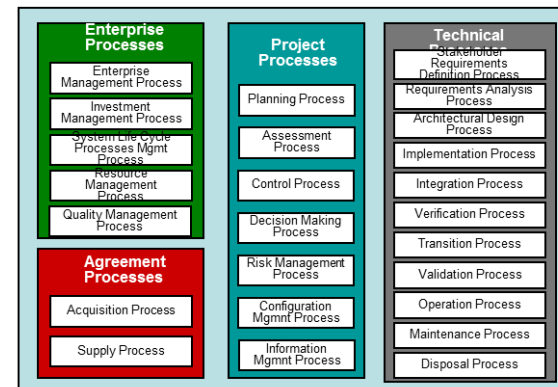 Enterprise
Processes
Enterprise
Management Process
Investment
Management Process
System Life Cycle
Processes Mgmt
Process
Resource
Management
Process
Quality Management
Process
Agreement
Processes
Acquisition Process
Supply Process
Project
Processes
Planning Process
Assessment
Process
Control Process
Decision Making
Process
Risk Management
Process
Configuration
Mgmnt Process
Information
Mgmnt Process
Technical
Processes
Stakeholder
Requirements
Definition Process
Requirements Analysis
Process
Architectural Design
Process
Implementation Process
Integration Process
Verification Process
Transition Process
Validation Process
Operation Process
Maintenance Process
Disposal Process